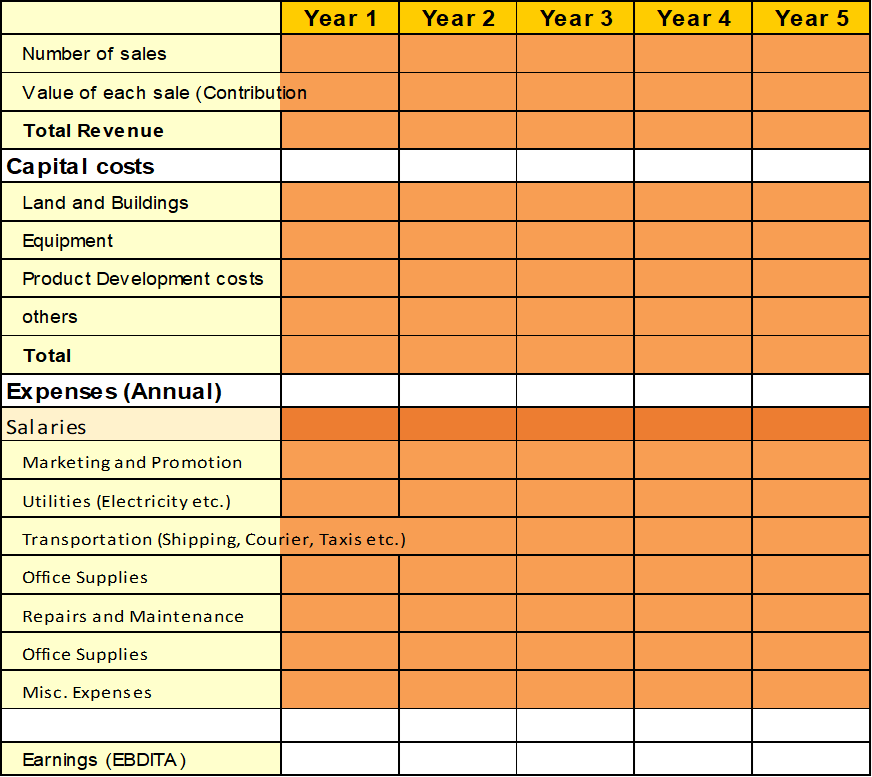 Year 1 Year 2 Year 3 Year 4 Year 5
Number of sales
Value of each sale (Contribution
Total Revenue
Capital costs
Land and Buildings
Equipment
Product Development costs
others
Total
Expenses (Annual)
Salaries
Marketing and Promotion
Utilities (Electricity etc.)
Transportation (Shipping, Courier, Taxis etc.)
Office Supplies
Repairs and Maintenance
Office Supplies
Misc. Expenses
Earnings (EBDITA)